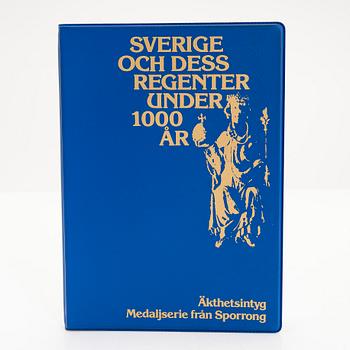 SVERIGE
OCH DESS
REGENTER
UNDER
1000
ÅR
Äkthetsintyg
Medaljserie från Sporrong